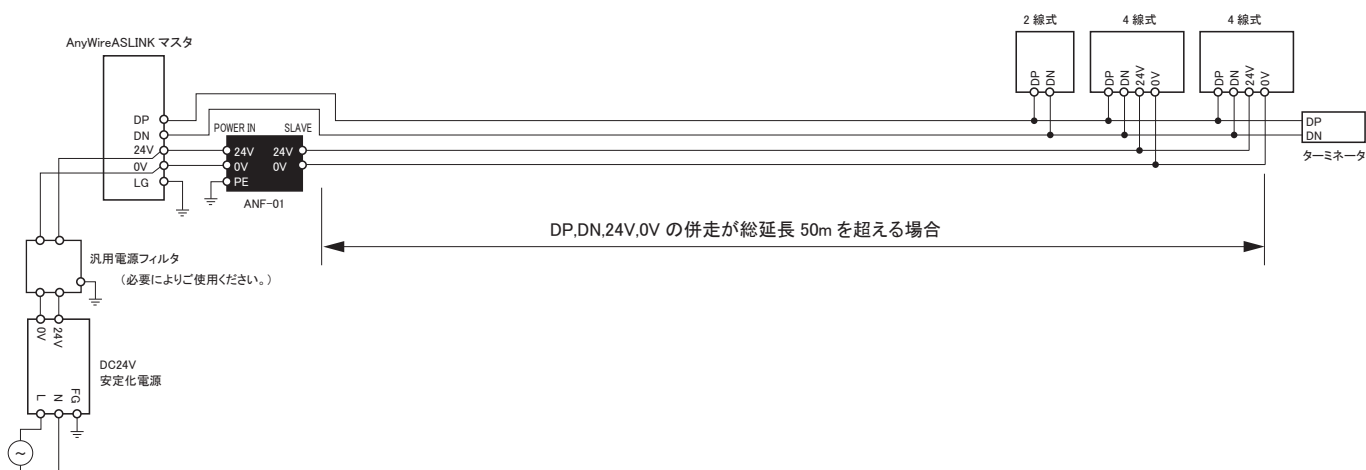 AnyWireASLINK マスタ
DP
DN
24V
0V
LG
POWER IN SLAVE
24V 24V
0V 0V
PE
ANF-01
2 線式
DP
DN
4 線式
DP
DN
24V
0V
4 線式
DP
DN
24V
0V
DP
DN
ターミネータ
DP,DN,24V,0V の併走が総延長 50m を超える場合
汎用電源フィルタ
(必要によりご使用ください。)
0V
24V
DC24V
安定化電源
L
N
FG
~